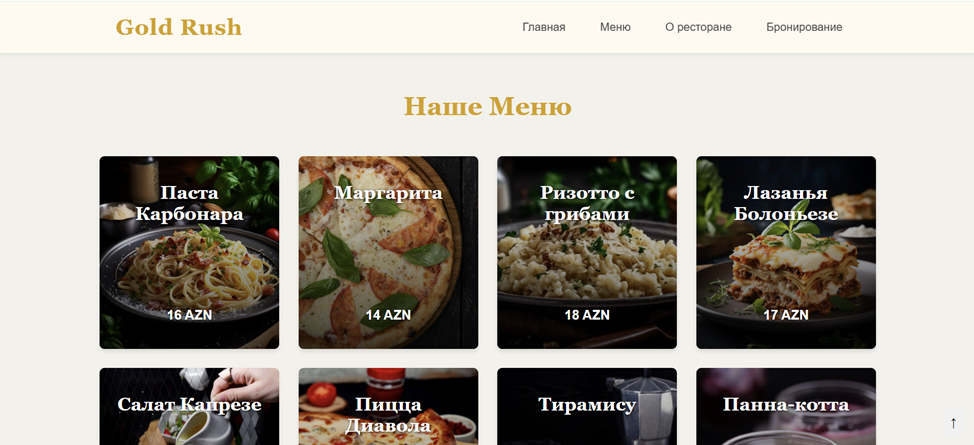 Gold Rush
Главная Меню О ресторане Бронирование
Наше Меню
Паста
Карбонара
16 AZN
Маргарита
14 AZN
Ризотто с
грибами
18 AZN
Лазанья
Болоньезе
17 AZN
Салат Капрезе
Пицца
Диавола
Тирамису
Панна-котта
↑